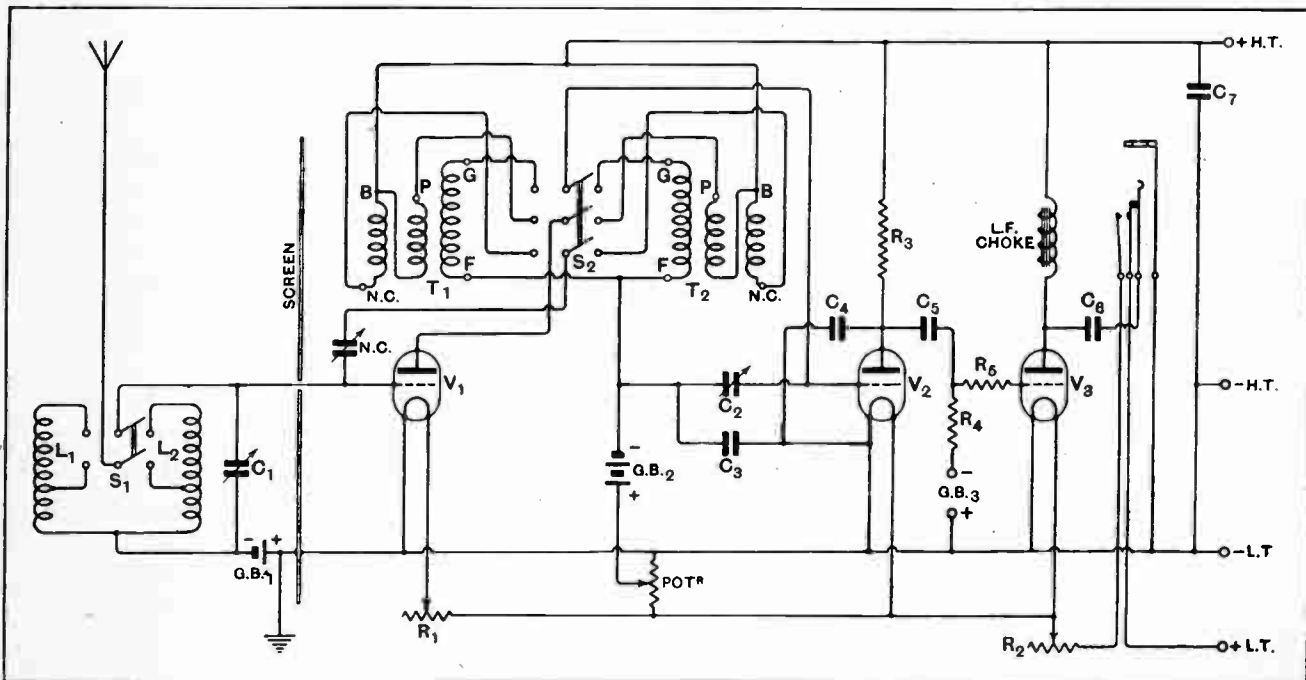 + H.T.
C7
B
P
G
G
P
B
S2
R3
L.F.
CHOKE
SCREEN
N.C.
T1
F
F
T2
N.C.
C4
C5
C6
N.C.
V1
V2
R5
V3
- H.T.
C2
R4
L1
L2
S1
C1
C3
-
G.B.2
+
-
G.B.3
+
- +
G.B.1
- L.T
POTR
R1
R2
+ L.T.